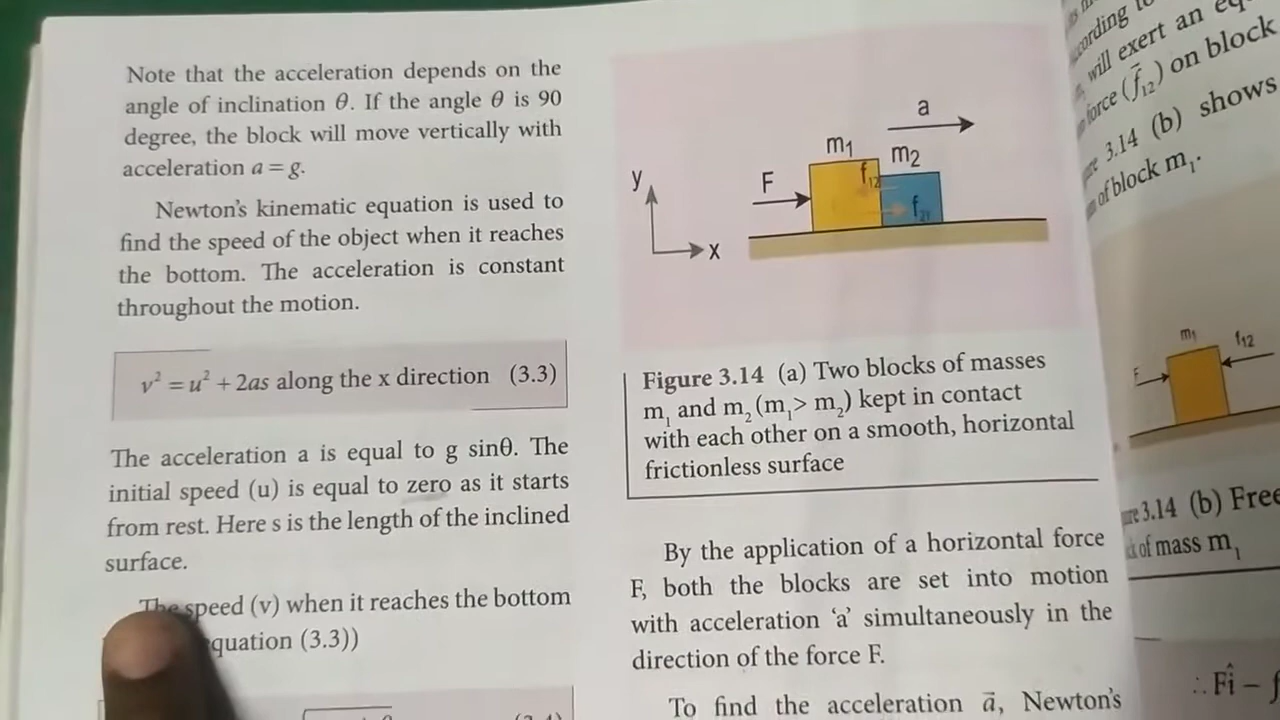 Note that the acceleration depends on the
angle of inclination θ. If the angle θ is 90
degree, the block will move vertically with
acceleration a = g.
Newton's kinematic equation is used to
find the speed of the object when it reaches
the bottom. The acceleration is constant
throughout the motion.
v² = u² + 2as along the x direction (3.3)
The acceleration a is equal to g sinθ. The
initial speed (u) is equal to zero as it starts
from rest. Here s is the length of the inclined
surface.
The speed (v) when it reaches the bottom
(3.3))
y
x
F
m₁
m₂
a
f₁₂
f₂₁
Figure 3.14 (a) Two blocks of masses
m₁ and m₂ (m₁> m₂) kept in contact
with each other on a smooth, horizontal
frictionless surface
By the application of a horizontal force
F, both the blocks are set into motion
with acceleration 'a' simultaneously in the
direction of the force F.
To find the acceleration a⃗, Newton's
will exert an
force (f⃗₁₂) on block
3.14 (b) shows
of block m₁.
m₁
f₁₂
F
3.14 (b)
of mass m₁
∴ Fî −